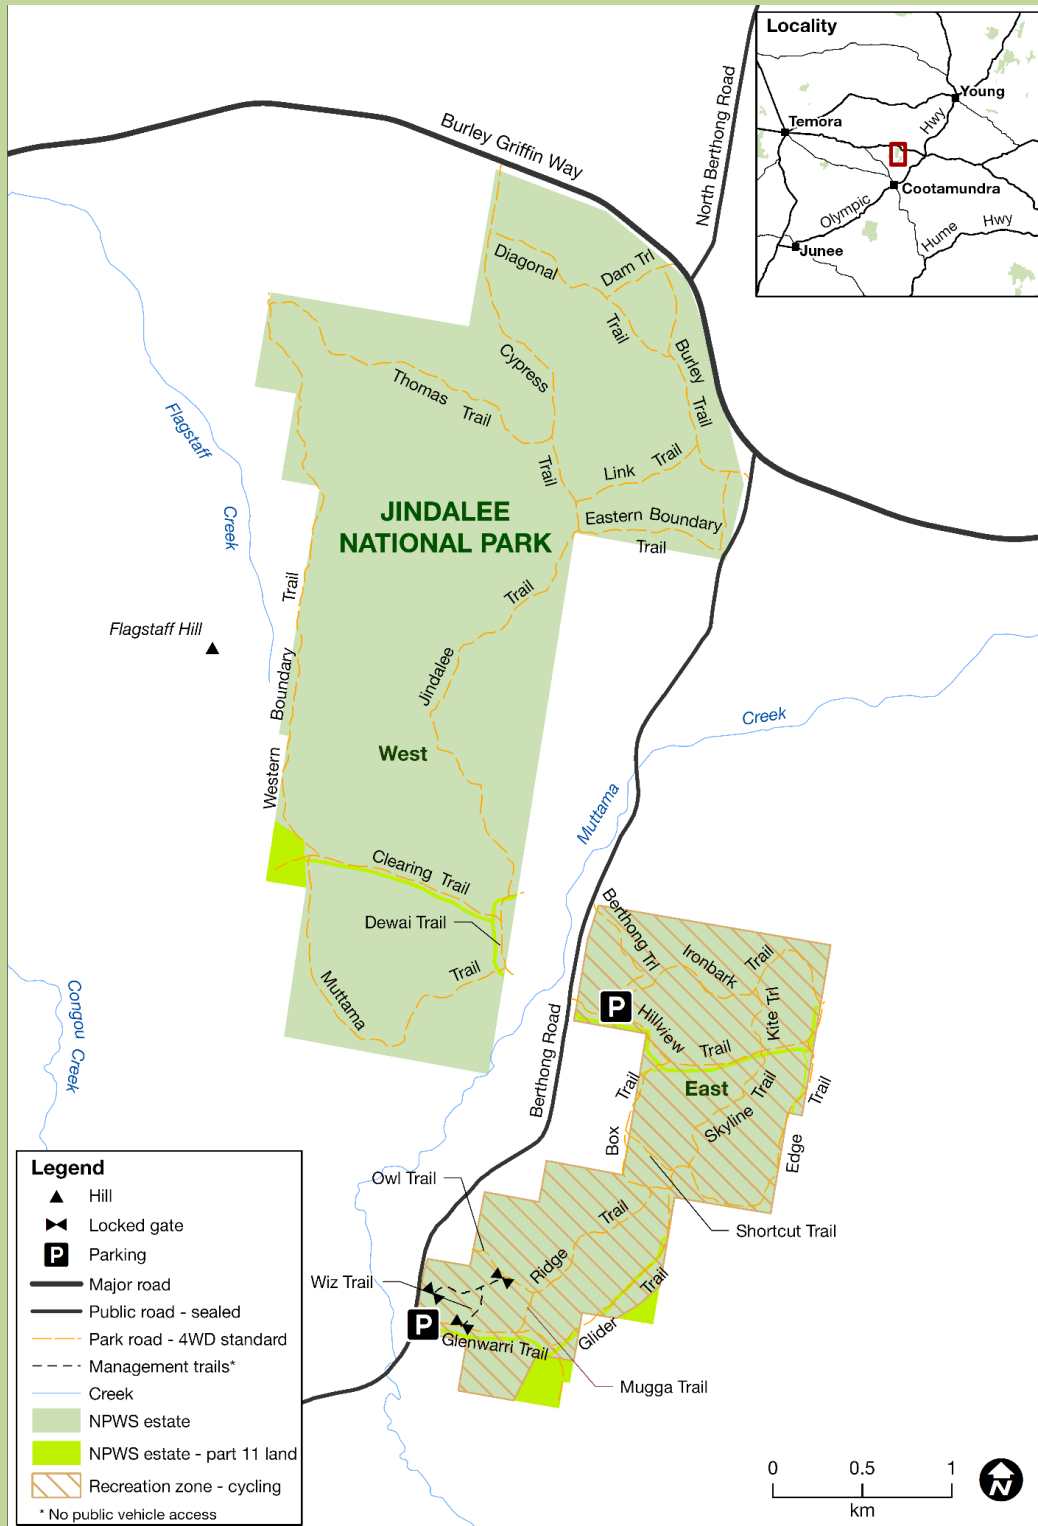 Locality
Young
Temora
Hwy
Cootamundra
Olympic
Hume
Hwy
Junee
North Berthong Road
Burley Griffin Way
Diagonal
Trail
Dam Trl
Burley
Trail
Cypress
Trail
Thomas Trail
Link Trail
Eastern Boundary
Trail
JINDALEE
NATIONAL PARK
Flagstaff
Creek
Flagstaff Hill
Western Boundary Trail
Jindalee Trail
West
Creek
Muttama
Clearing Trail
Dewai Trail
Muttama Trail
Congou
Creek
Berthong Road
Berthong Trl
Ironbark Trail
Kite Trl
P
Hillview Trail
East
Skyline Trail
Edge Trail
Box Trail
Shortcut Trail
Owl Trail
Ridge Trail
Wiz Trail
P
Glenwarri Trail
Glider Trail
Mugga Trail
Legend
Hill
Locked gate
P Parking
Major road
Public road - sealed
Park road - 4WD standard
Management trails*
Creek
NPWS estate
NPWS estate - part 11 land
Recreation zone - cycling
* No public vehicle access
0 0.5 1
km
N